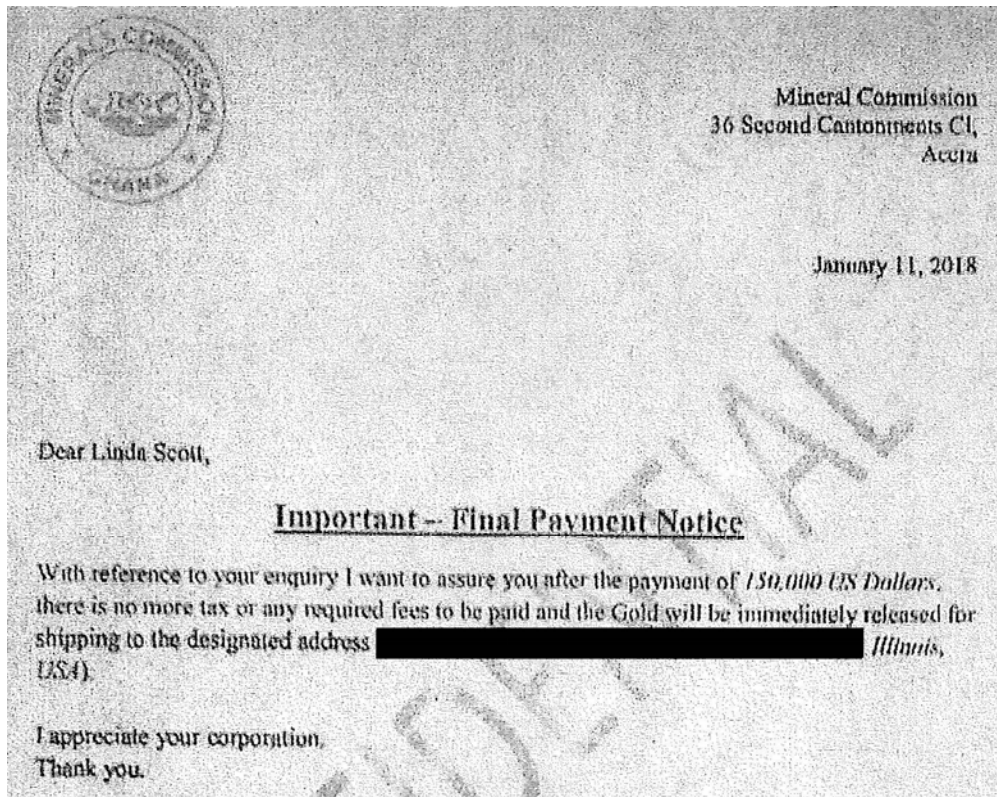 MINERALS COMMISSION
GHANA
Mineral Commission
36 Second Cantonments Cl,
Accra
January 11, 2018
Dear Linda Scott,
Important – Final Payment Notice
With reference to your enquiry I want to assure you after the payment of 150,000 US Dollars,
there is no more tax or any required fees to be paid and the Gold will be immediately released for
shipping to the designated address Illinois,
USA).
I appreciate your corporation,
Thank you.